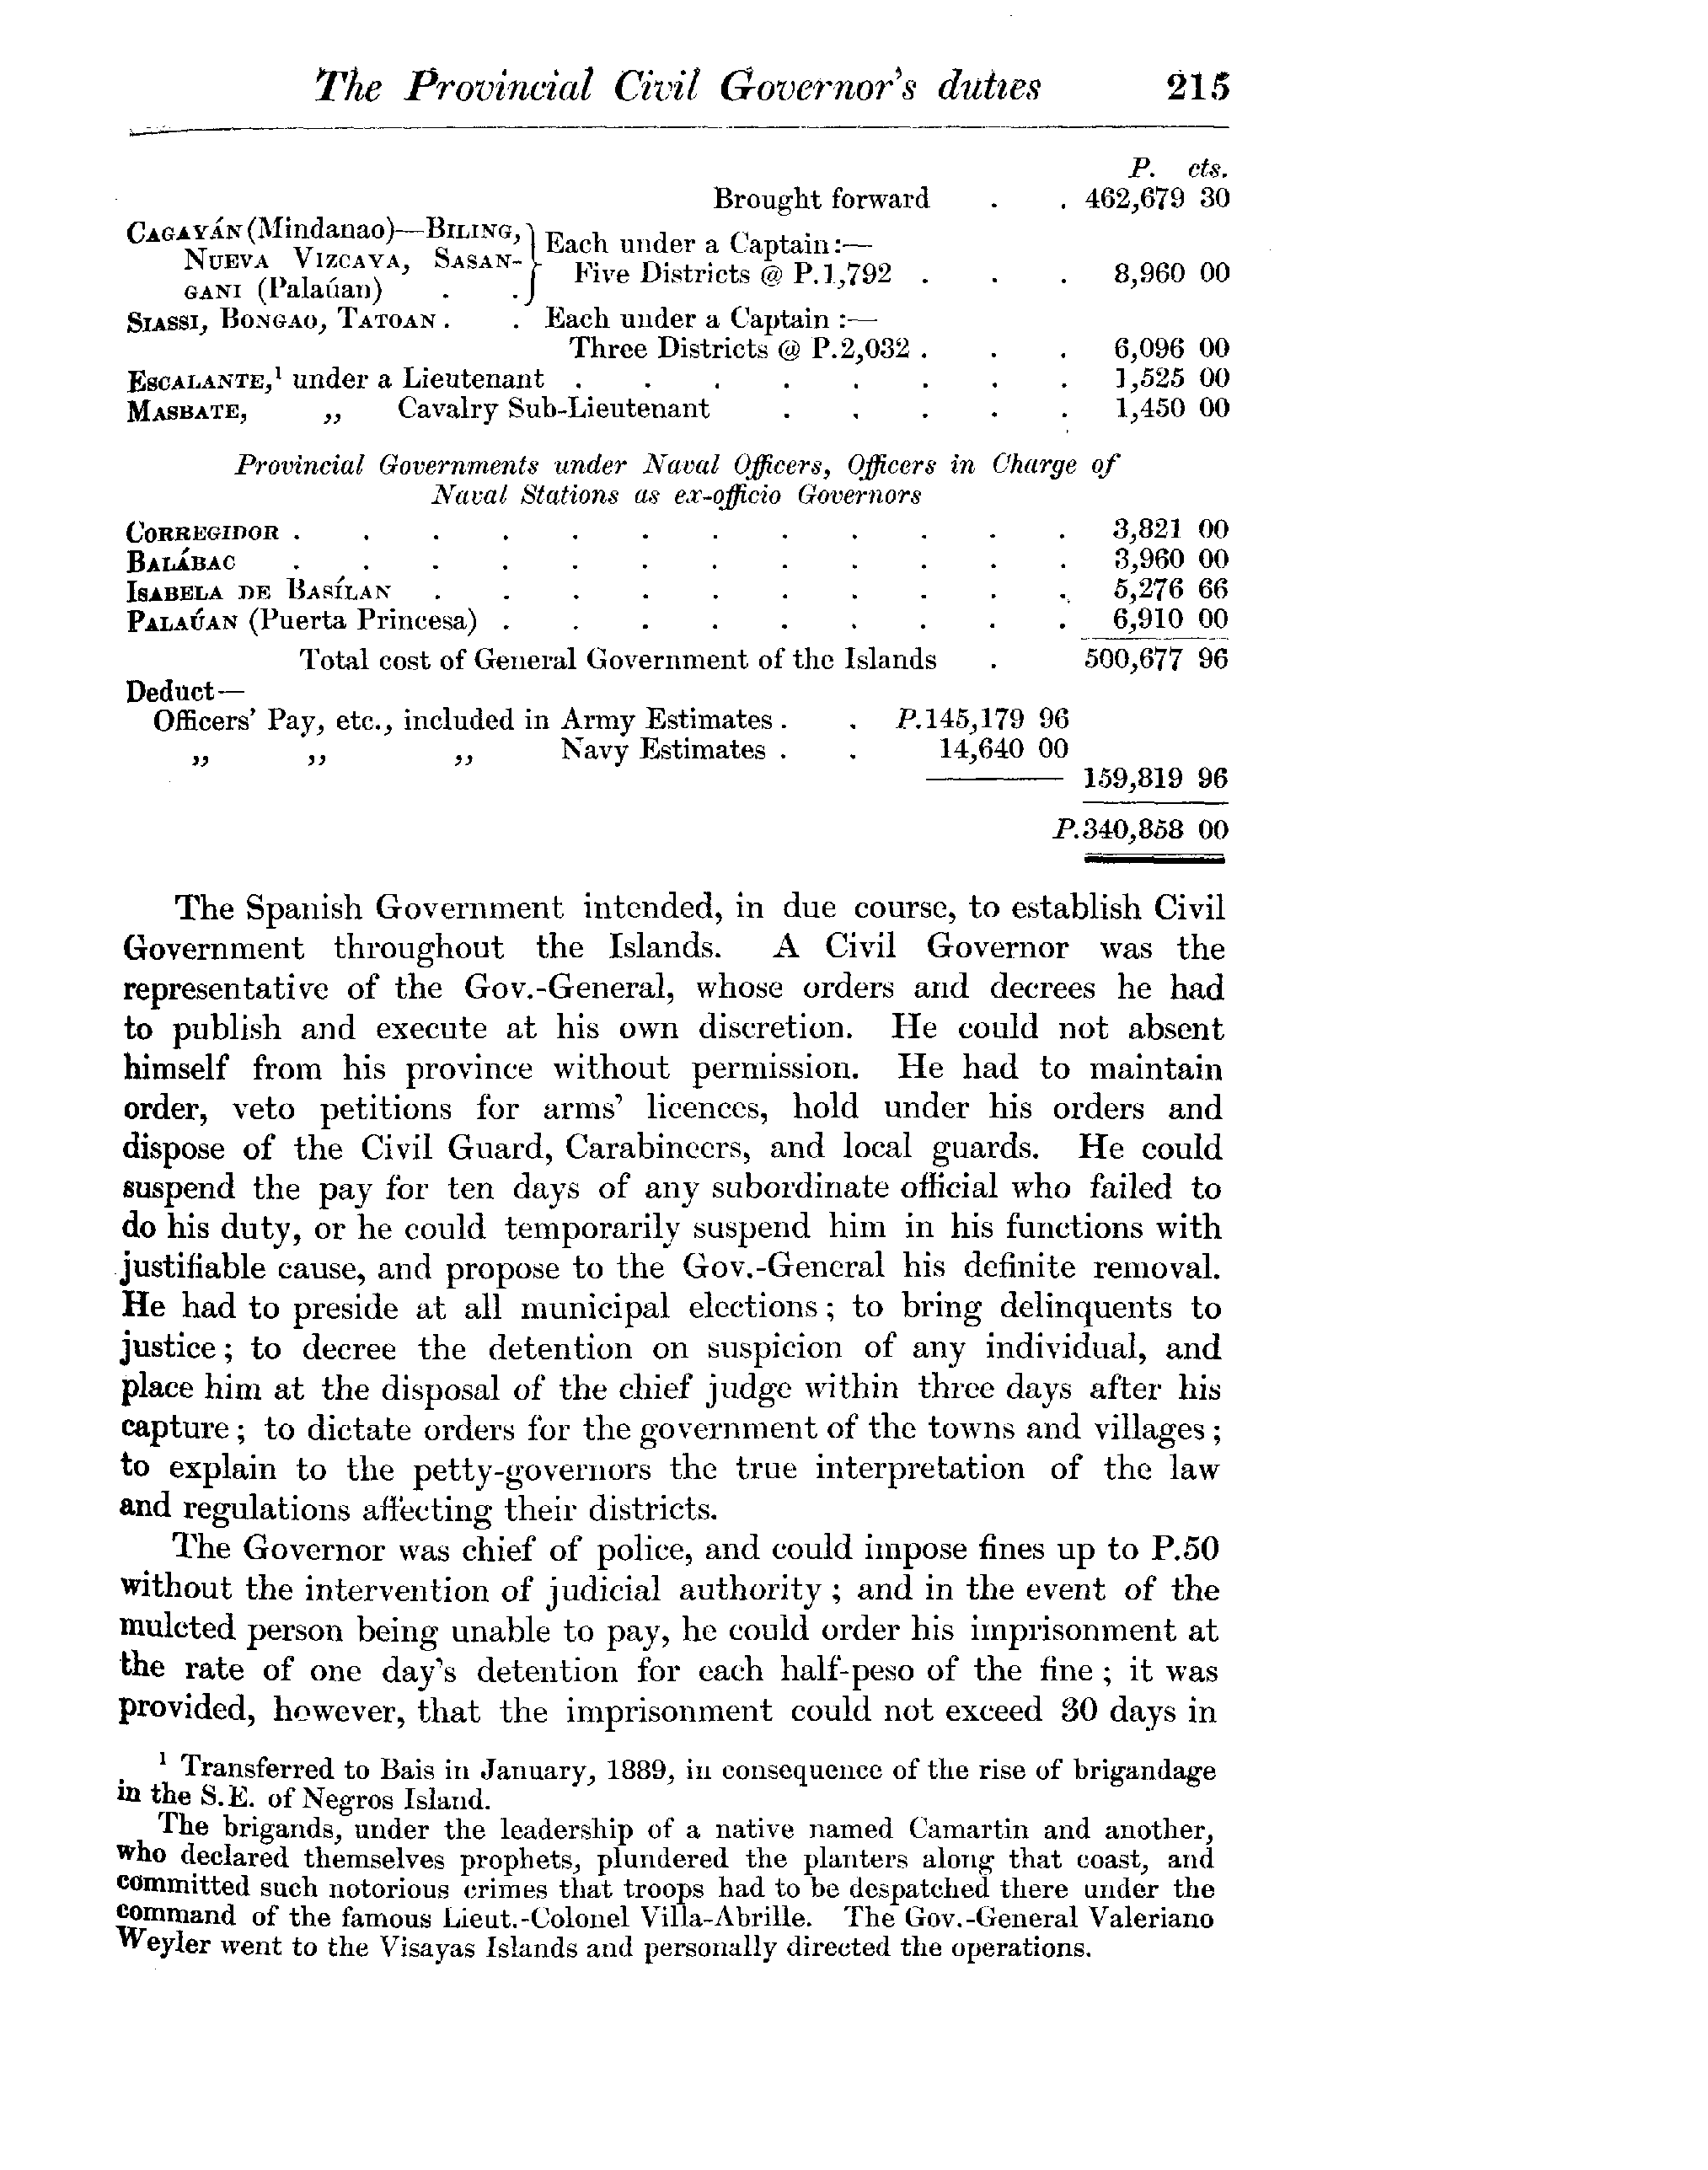 The Provincial Civil Governor's duties 215
P. cts.
Brought forward . . 462,679 30
CAGAYÁN (Mindanao)—BILING, } Each under a Captain:—
NUEVA VIZCAYA, SASAN- Five Districts @ P.1,792 . . . 8,960 00
GANI (Palaúan) . .
SIASSI, BONGAO, TATOAN . . Each under a Captain :—
Three Districts @ P.2,032 . . . 6,096 00
ESCALANTE,¹ under a Lieutenant . . . . . . . . 1,525 00
MASBATE, ,, Cavalry Sub-Lieutenant . . . . . 1,450 00
Provincial Governments under Naval Officers, Officers in Charge of
Naval Stations as ex-officio Governors
CORREGIDOR . . . . . . . . . . . . 3,821 00
BALÁBAC . . . . . . . . . . . . 3,960 00
ISABELA DE BASÍLAN . . . . . . . . . . 5,276 66
PALAÚAN (Puerta Princesa) . . . . . . . . . 6,910 00
Total cost of General Government of the Islands . 500,677 96
Deduct—
Officers' Pay, etc., included in Army Estimates . . P.145,179 96
,, ,, ,, Navy Estimates . . 14,640 00
159,819 96
P.340,858 00
The Spanish Government intended, in due course, to establish Civil
Government throughout the Islands. A Civil Governor was the
representative of the Gov.-General, whose orders and decrees he had
to publish and execute at his own discretion. He could not absent
himself from his province without permission. He had to maintain
order, veto petitions for arms' licences, hold under his orders and
dispose of the Civil Guard, Carabineers, and local guards. He could
suspend the pay for ten days of any subordinate official who failed to
do his duty, or he could temporarily suspend him in his functions with
justifiable cause, and propose to the Gov.-General his definite removal.
He had to preside at all municipal elections; to bring delinquents to
justice; to decree the detention on suspicion of any individual, and
place him at the disposal of the chief judge within three days after his
capture; to dictate orders for the government of the towns and villages;
to explain to the petty-governors the true interpretation of the law
and regulations affecting their districts.
The Governor was chief of police, and could impose fines up to P.50
without the intervention of judicial authority; and in the event of the
mulcted person being unable to pay, he could order his imprisonment at
the rate of one day's detention for each half-peso of the fine; it was
provided, however, that the imprisonment could not exceed 30 days in
¹ Transferred to Bais in January, 1889, in consequence of the rise of brigandage
in the S.E. of Negros Island.
The brigands, under the leadership of a native named Camartin and another,
who declared themselves prophets, plundered the planters along that coast, and
committed such notorious crimes that troops had to be despatched there under the
command of the famous Lieut.-Colonel Villa-Abrille. The Gov.-General Valeriano
Weyler went to the Visayas Islands and personally directed the operations.